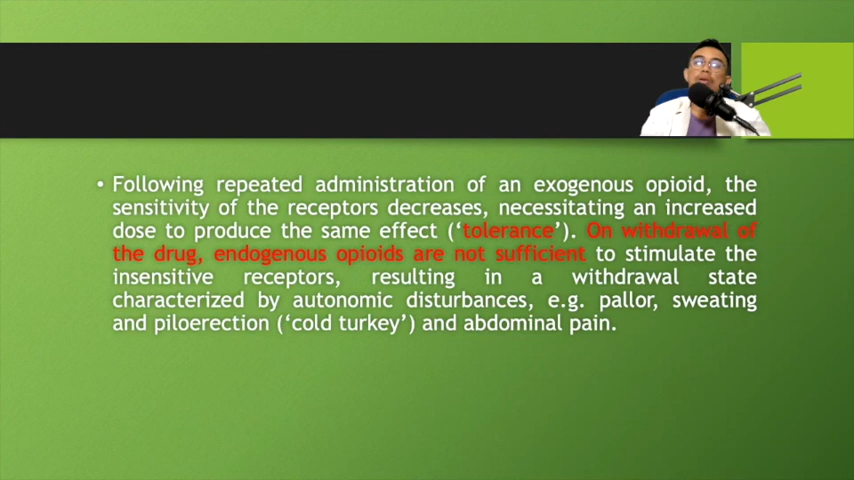 • Following repeated administration of an exogenous opioid, the
sensitivity of the receptors decreases, necessitating an increased
dose to produce the same effect (‘tolerance’). On withdrawal of
the drug, endogenous opioids are not sufficient to stimulate the
insensitive receptors, resulting in a withdrawal state
characterized by autonomic disturbances, e.g. pallor, sweating
and piloerection (‘cold turkey’) and abdominal pain.